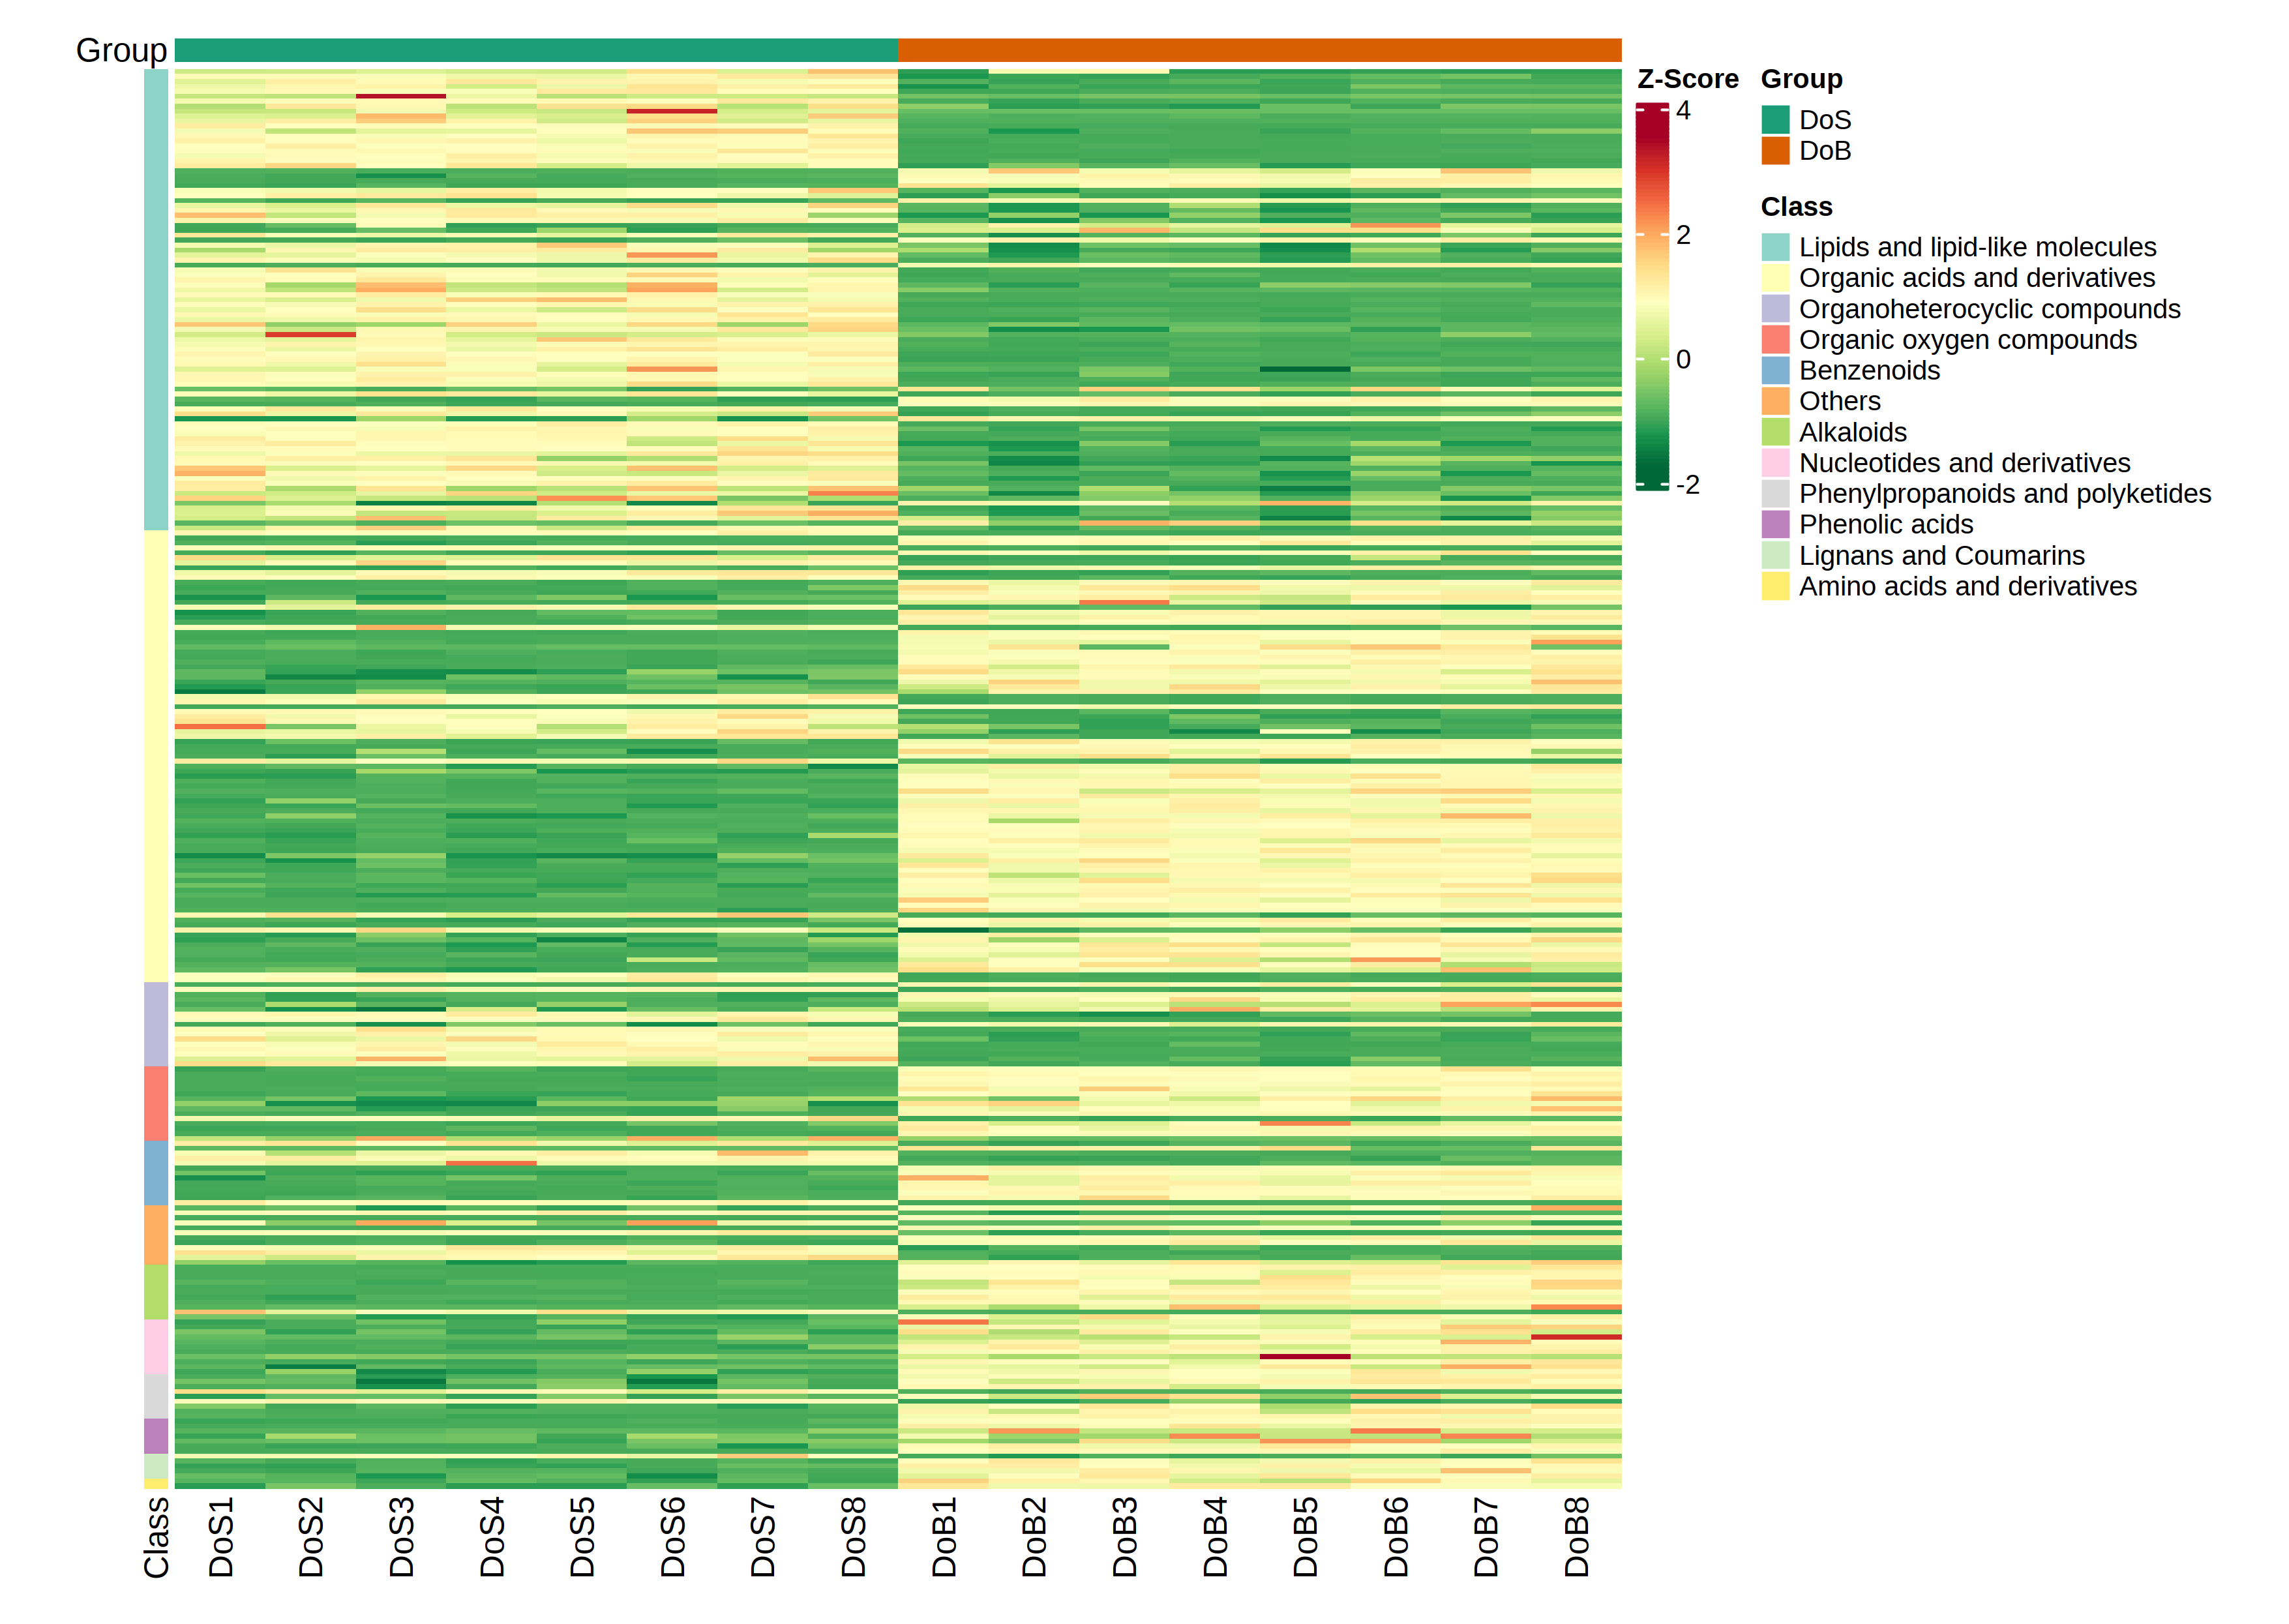 Group
Z-Score
4
2
0
-2
Group
DoS
DoB
Class
Lipids and lipid-like molecules
Organic acids and derivatives
Organoheterocyclic compounds
Organic oxygen compounds
Benzenoids
Others
Alkaloids
Nucleotides and derivatives
Phenylpropanoids and polyketides
Phenolic acids
Lignans and Coumarins
Amino acids and derivatives
Class
DoS1
DoS2
DoS3
DoS4
DoS5
DoS6
DoS7
DoS8
DoB1
DoB2
DoB3
DoB4
DoB5
DoB6
DoB7
DoB8